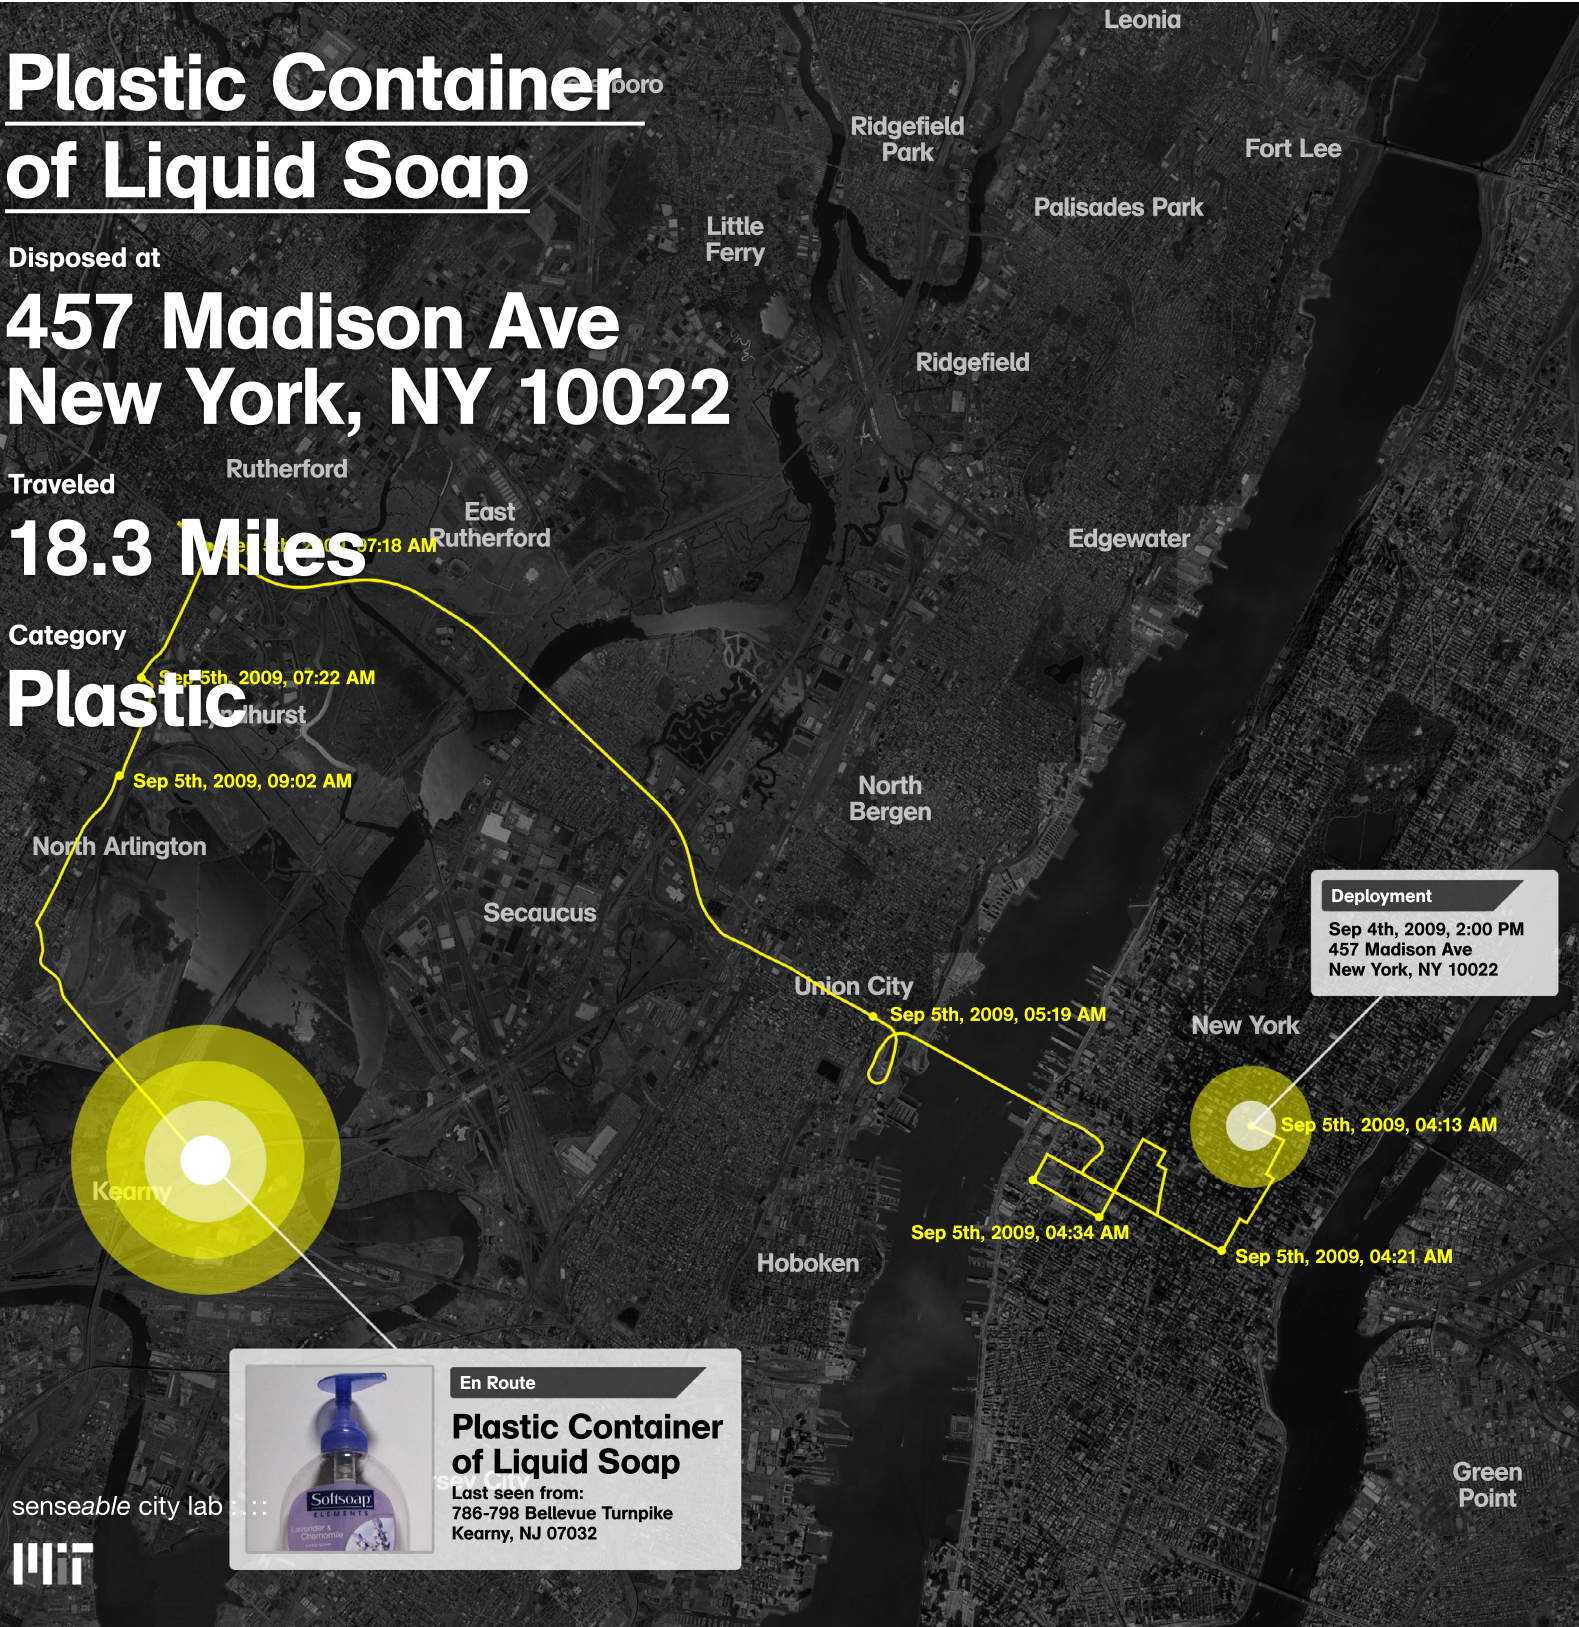 Plastic Container
of Liquid Soap
Disposed at
457 Madison Ave
New York, NY 10022
Traveled
18.3 Miles
Category
Plastic
Leonia
Ridgefield
Park
Fort Lee
Palisades Park
Little
Ferry
Ridgefield
Rutherford
East
Rutherford
Edgewater
07:18 AM
Sep 5th, 2009, 07:22 AM
Lyndhurst
Sep 5th, 2009, 09:02 AM
North
Bergen
North Arlington
Secaucus
Deployment
Sep 4th, 2009, 2:00 PM
457 Madison Ave
New York, NY 10022
Union City
Sep 5th, 2009, 05:19 AM
New York
Sep 5th, 2009, 04:13 AM
Kearny
Sep 5th, 2009, 04:34 AM
Sep 5th, 2009, 04:21 AM
Hoboken
En Route
Plastic Container
of Liquid Soap
Last seen from:
786-798 Bellevue Turnpike
Kearny, NJ 07032
Softsoap
ELEMENTS
Lavender &
Chamomile
Green
Point
senseable city lab :.:::
MIT